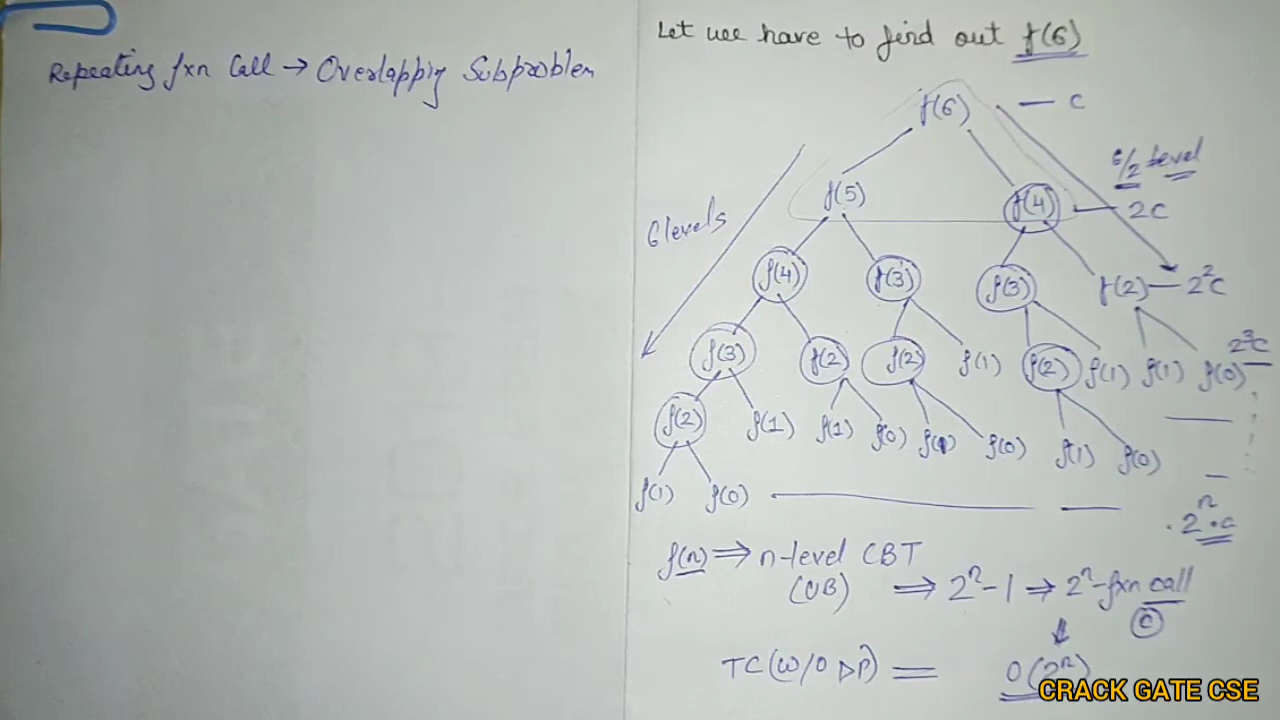 Repeating fxn Call → Overlapping Subproblem
Let we have to find out f(6)
f(6) — C
6/2 Level
f(5) f(4) — 2C
6 levels
f(4) f(3) f(3) f(2) — 2²C
f(3) f(2) f(2) f(1) f(2) f(1) f(1) f(0) 2³C
f(2) f(1) f(1) f(0) f(1) f(0) f(1) f(0)
f(1) f(0)
2ⁿ·c
f(n) ⇒ n-level CBT
(UB) ⇒ 2ⁿ-1 ⇒ 2ⁿ-fxn call
C
TC (W/O DP) = O(2ⁿ)
CRACK GATE CSE